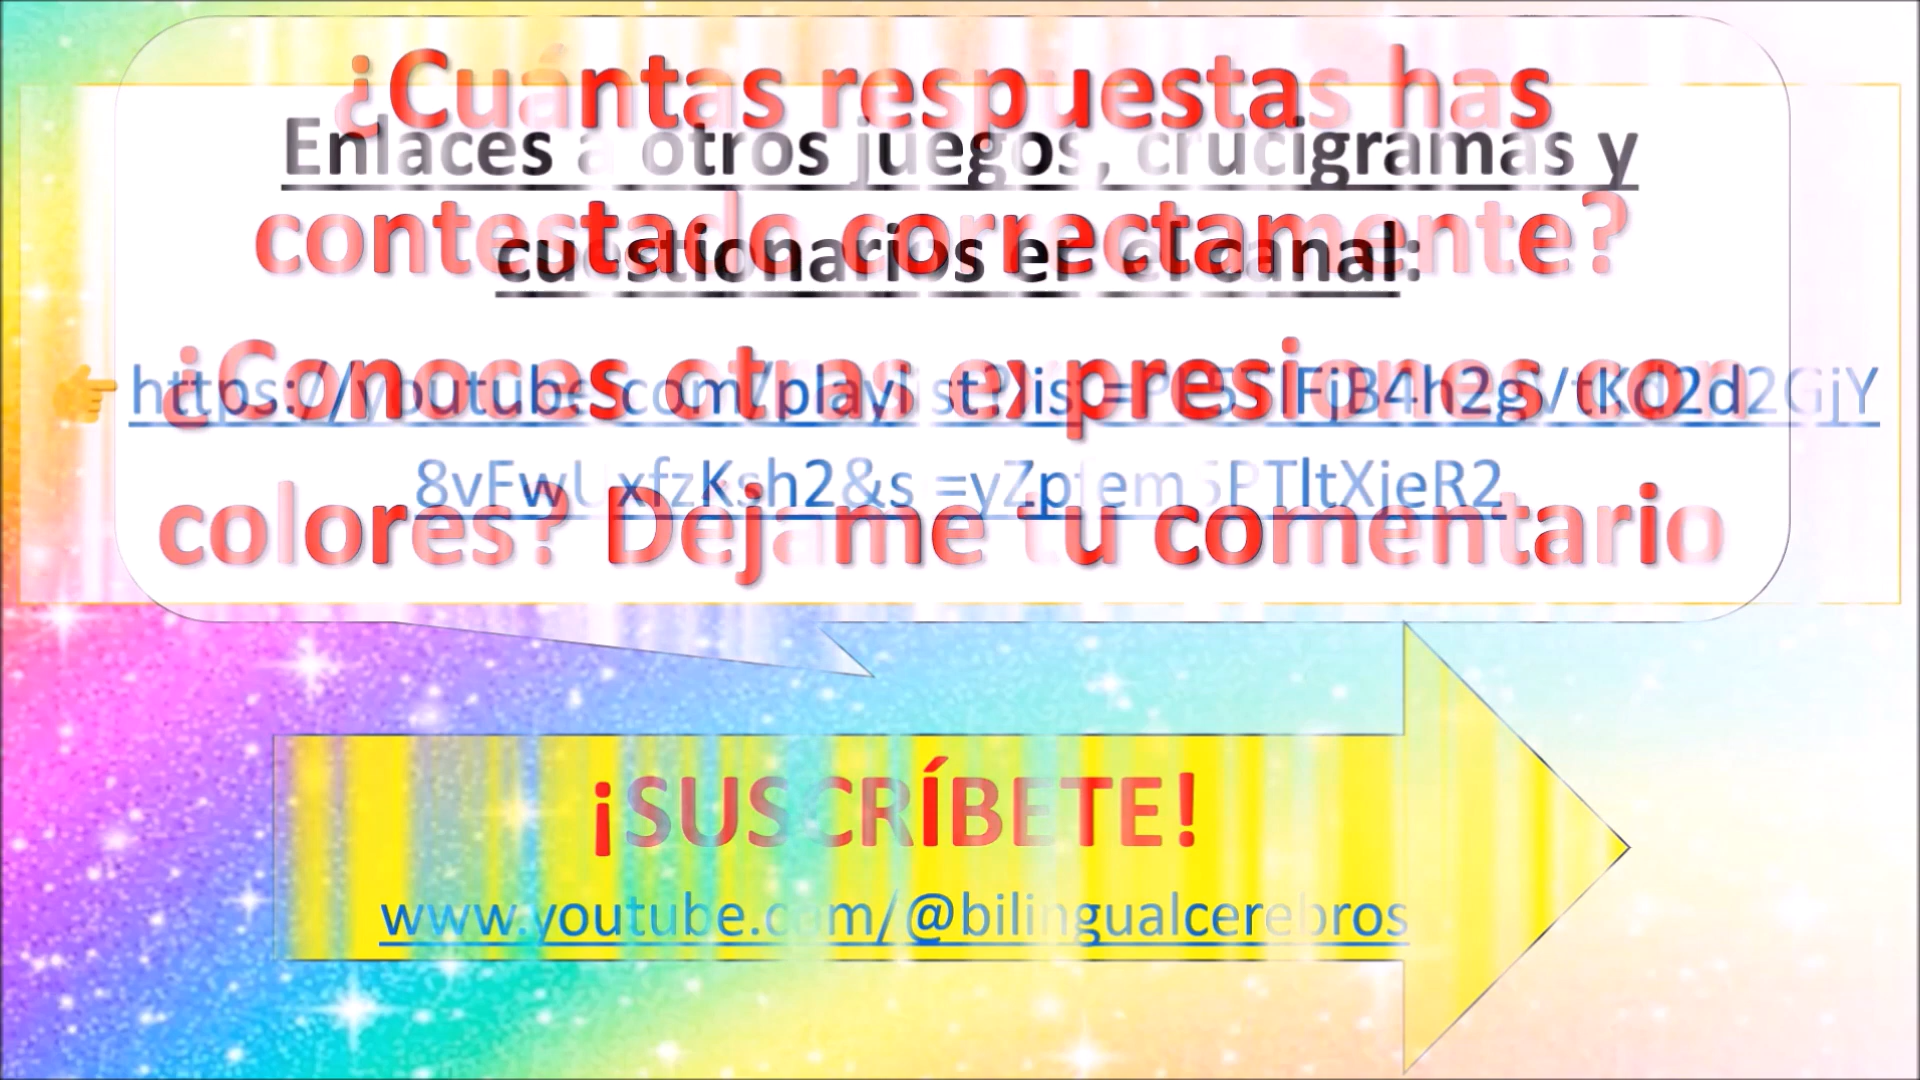 ¿Cuántas respuestas has
contestado correctamente?
¿Conoces otras expresiones con
colores? Déjame tu comentario
Enlaces a otros juegos, crucigramas y
cuestionarios en el canal:
¡SUSCRÍBETE!
www.youtube.com/@bilingualcerebros